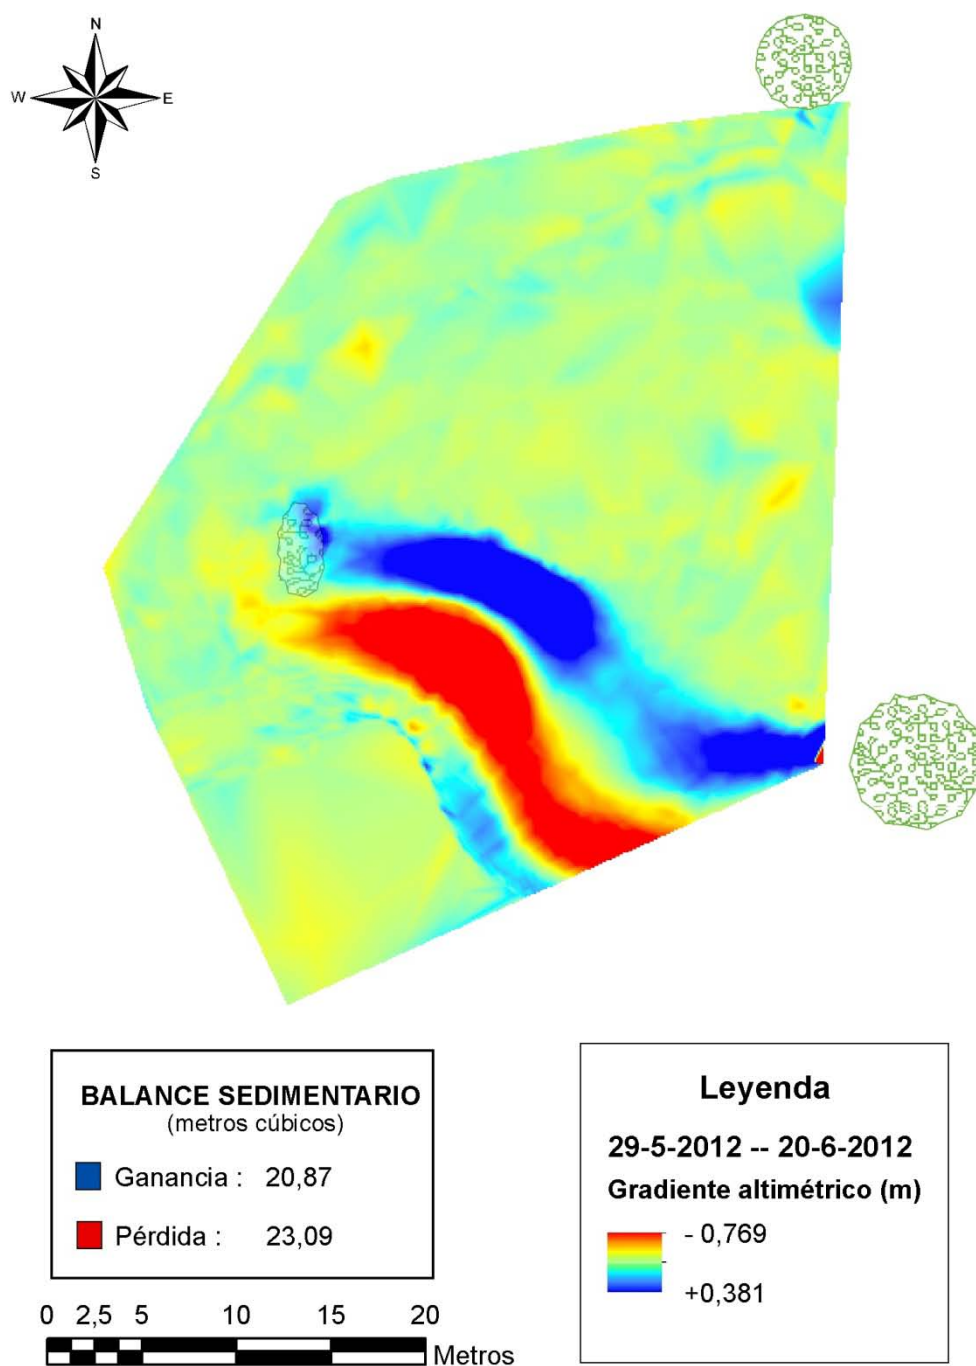 N
W E
S
BALANCE SEDIMENTARIO
(metros cúbicos)
Ganancia : 20,87
Pérdida : 23,09
0 2,5 5 10 15 20
Metros
Leyenda
29-5-2012 -- 20-6-2012
Gradiente altimétrico (m)
- 0,769
+0,381